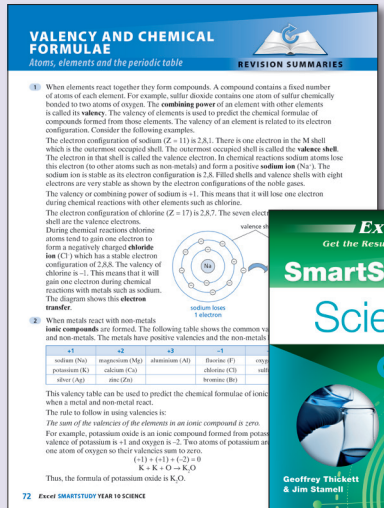 VALENCY AND CHEMICAL
FORMULAE
Atoms, elements and the periodic table
REVISION SUMMARIES
1 When elements react together they form compounds. A compound contains a fixed number
of atoms of each element. For example, sulfur dioxide contains one atom of sulfur chemically
bonded to two atoms of oxygen. The combining power of an element with other elements
is called its valency. The valency of elements is used to predict the chemical formulae of
compounds formed from those elements. The valency of an element is related to its electron
configuration. Consider the following examples.
The electron configuration of sodium (Z = 11) is 2,8,1. There is one electron in the M shell
which is the outermost occupied shell. The outermost occupied shell is called the valence shell.
The electron in that shell is called the valence electron. In chemical reactions sodium atoms lose
this electron (to other atoms such as non-metals) and form a positive sodium ion (Na⁺). The
sodium ion is stable as its electron configuration is 2,8. Filled shells and valence shells with eight
electrons are very stable as shown by the electron configurations of the noble gases.
The valency or combining power of sodium is +1. This means that it will lose one electron
during chemical reactions with other elements such as chlorine.
The electron configuration of chlorine (Z = 17) is 2,8,7. The seven elect
shell are the valence electrons.
During chemical reactions chlorine
atoms tend to gain one electron to
form a negatively charged chloride
ion (Cl⁻) which has a stable electron
configuration of 2,8,8. The valency of
chlorine is –1. This means that it will
gain one electron during chemical
reactions with metals such as sodium.
The diagram shows this electron
transfer.
valence sh
Na
sodium loses
1 electron
2 When metals react with non-metals
ionic compounds are formed. The following table shows the common va
and non-metals. The metals have positive valencies and the non-metals
+1 +2 +3 –1
sodium (Na) magnesium (Mg) aluminium (Al) fluorine (F) oxyg
potassium (K) calcium (Ca) chlorine (Cl) sulf
silver (Ag) zinc (Zn) bromine (Br)
This valency table can be used to predict the chemical formulae of ionic
when a metal and non-metal react.
The rule to follow in using valencies is:
The sum of the valencies of the elements in an ionic compound is zero.
For example, potassium oxide is an ionic compound formed from potass
valence of potassium is +1 and oxygen is –2. Two atoms of potassium an
one atom of oxygen so their valencies sum to zero.
(+1) + (+1) + (–2) = 0
K + K + O → K₂O
Thus, the formula of potassium oxide is K₂O.
72 Excel SMARTSTUDY YEAR 10 SCIENCE
Ex
Get the Resu
SmartS
Scie
Geoffrey Thickett
& Jim Stamell